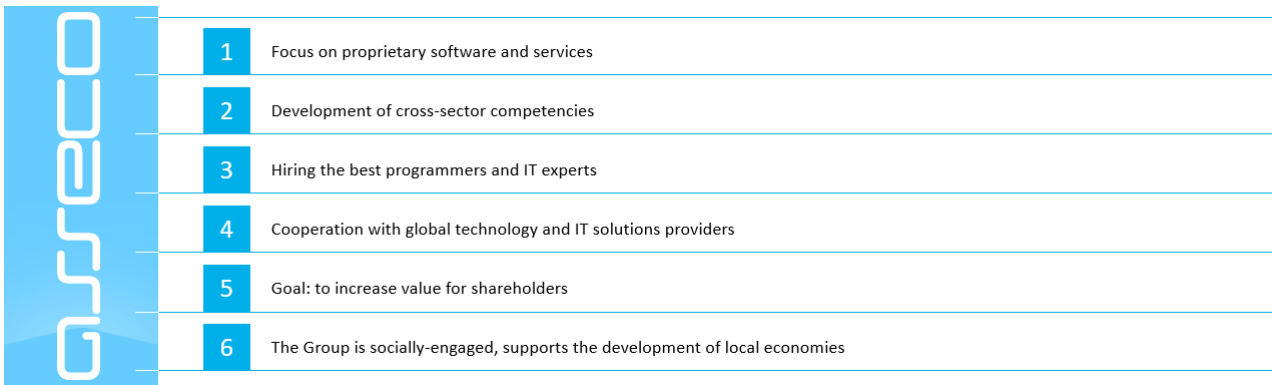 asseco
1 Focus on proprietary software and services
2 Development of cross-sector competencies
3 Hiring the best programmers and IT experts
4 Cooperation with global technology and IT solutions providers
5 Goal: to increase value for shareholders
6 The Group is socially-engaged, supports the development of local economies